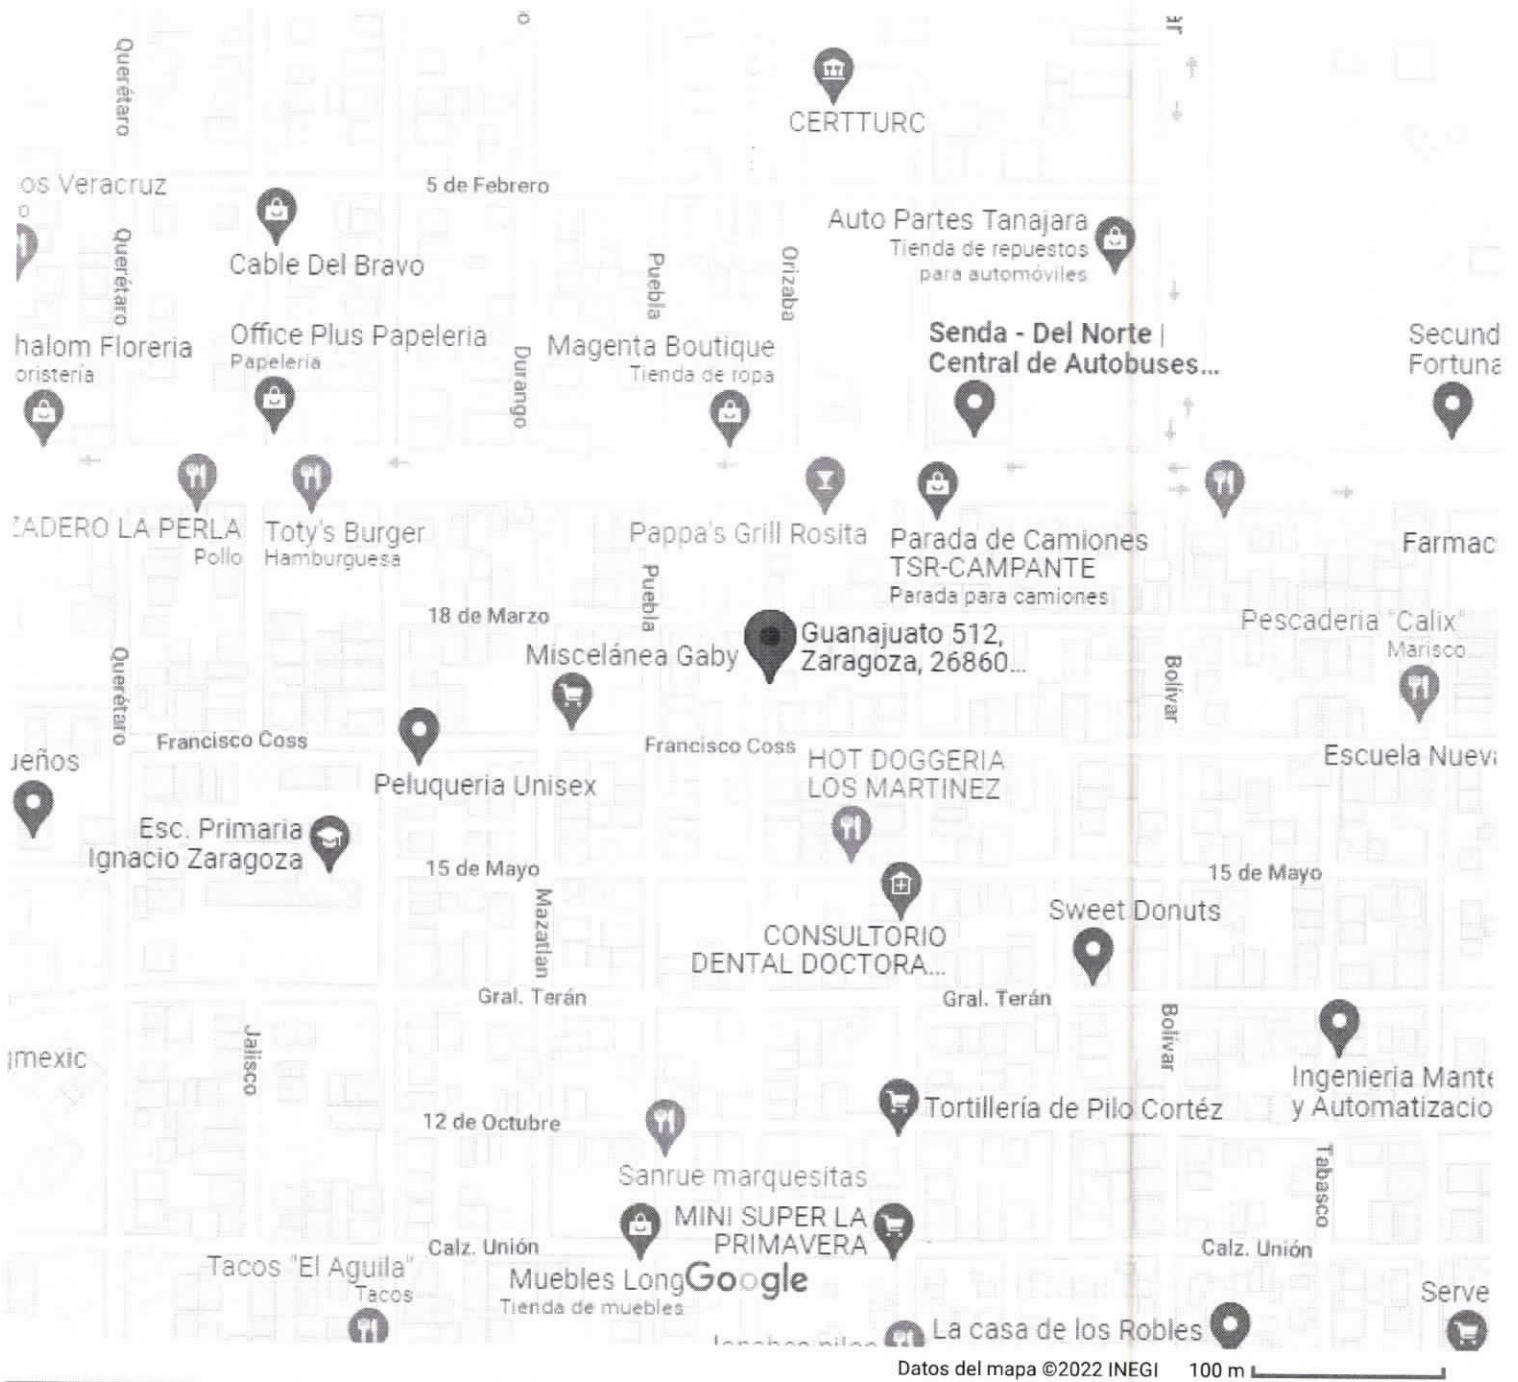 Querétaro
CERTTURC
os Veracruz
5 de Febrero
Cable Del Bravo
Querétaro
Puebla
Orizaba
Auto Partes Tanajara
Tienda de repuestos
para automóviles
halom Floreria
oristería
Office Plus Papeleria
Papelería
Durango
Magenta Boutique
Tienda de ropa
Senda - Del Norte |
Central de Autobuses...
Secund
Fortuna
ZADERO LA PERLA
Pollo
Toty's Burger
Hamburguesa
Pappa's Grill Rosita
Parada de Camiones
TSR-CAMPANTE
Parada para camiones
Farmac
Puebla
18 de Marzo
Miscelánea Gaby
Guanajuato 512,
Zaragoza, 26860...
Pescaderia "Calix"
Marisco
Querétaro
Bolívar
Francisco Coss
Francisco Coss
ueños
Peluqueria Unisex
HOT DOGGERIA
LOS MARTINEZ
Escuela Nueva
Esc. Primaria
Ignacio Zaragoza
15 de Mayo
15 de Mayo
Mazatlan
CONSULTORIO
DENTAL DOCTORA...
Sweet Donuts
Gral. Terán
Gral. Terán
Bolívar
Jalisco
gmexic
Ingenieria Mante
y Automatizacio
12 de Octubre
Tortillería de Pilo Cortéz
Tabasco
Sanrue marquesitas
MINI SUPER LA
PRIMAVERA
Calz. Unión
Calz. Unión
Tacos "El Aguila"
Tacos
Muebles Long
Tienda de muebles
Google
Serve
La casa de los Robles
Datos del mapa ©2022 INEGI
100 m